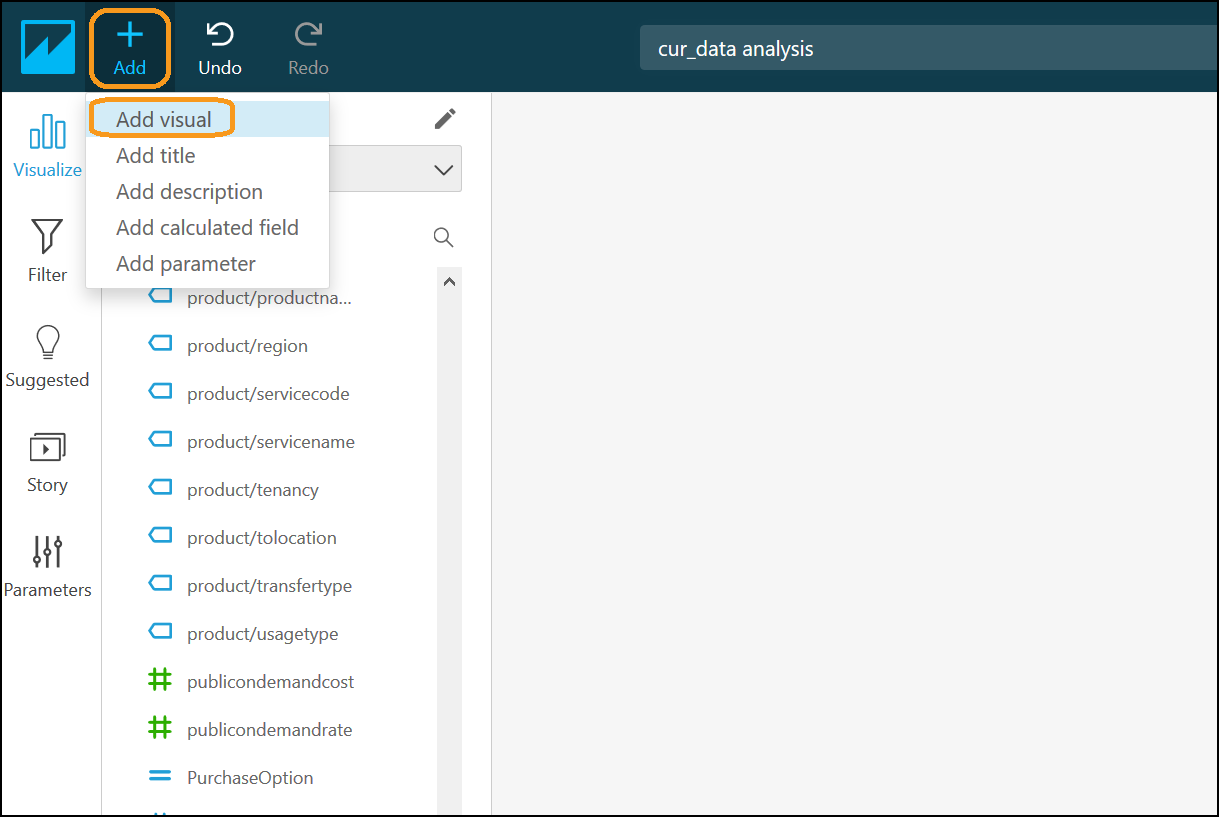 Add
Undo
Redo
cur_data analysis
Add visual
Add title
Add description
Add calculated field
Add parameter
Visualize
Filter
Suggested
Story
Parameters
product/productna...
product/region
product/servicecode
product/servicename
product/tenancy
product/tolocation
product/transfertype
product/usagetype
publicondemandcost
publicondemandrate
PurchaseOption